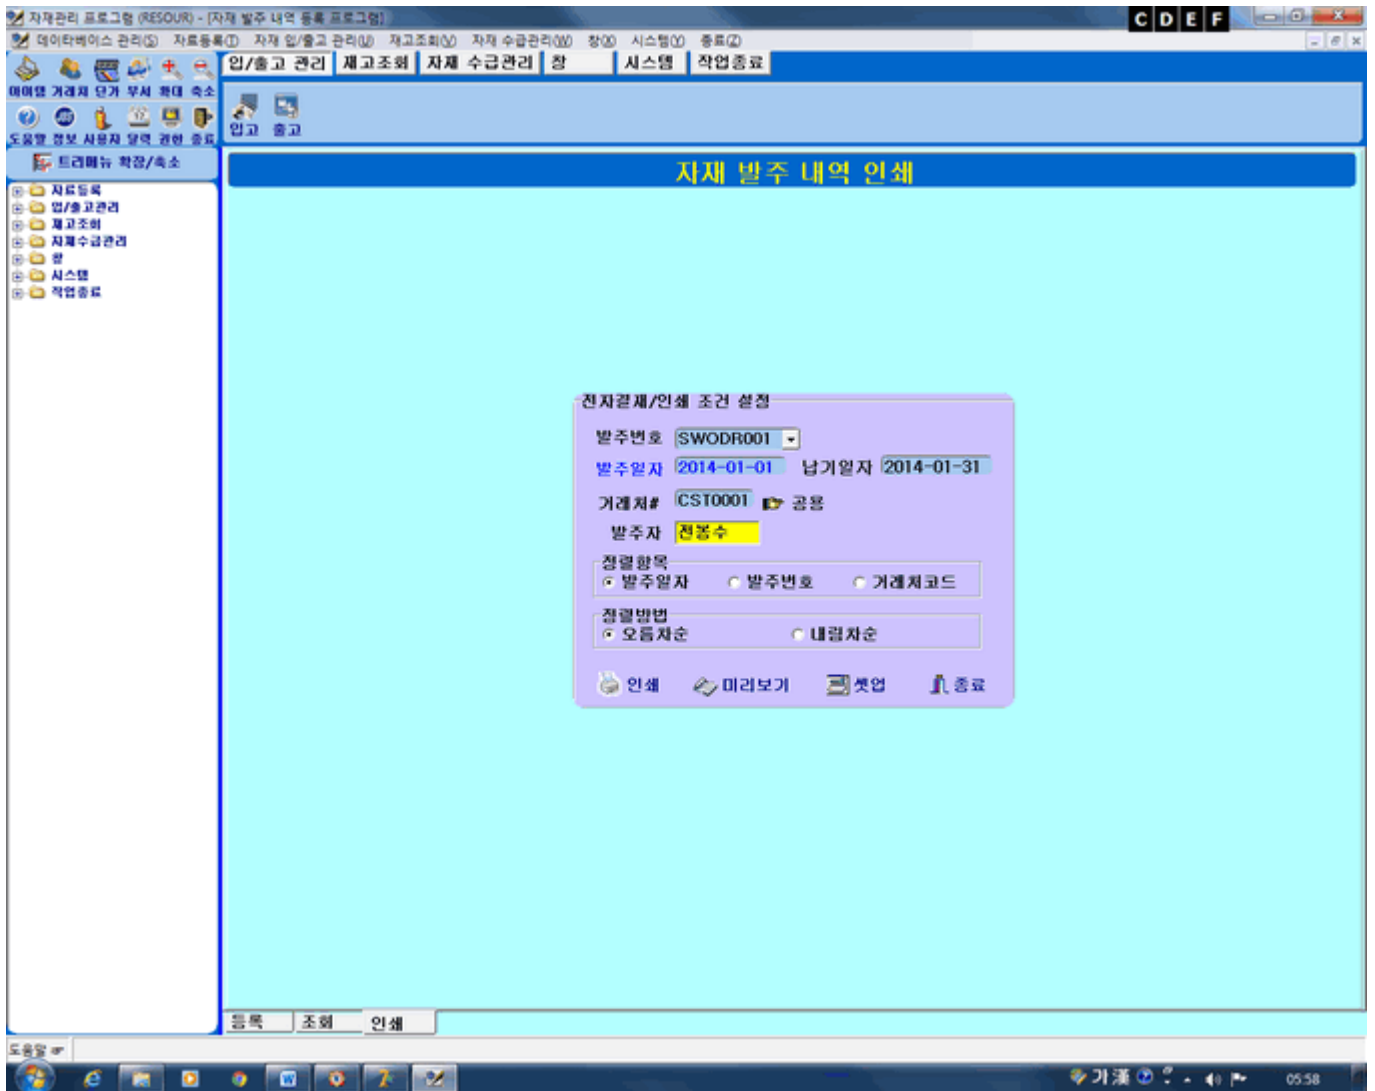 자재관리 프로그램 (RESOUR) - [자재 발주 내역 등록 프로그램]
C D E F
데이타베이스 관리(S) 자료등록(T) 자재 입/출고 관리(U) 재고조회(V) 자재 수급관리(W) 창(X) 시스템(Y) 종료(Z)
입/출고 관리 재고조회 자재 수급관리 창 시스템 작업종료
아이템 거래처 단가 부서 확대 축소
입고 출고
도움말 정보 사용자 달력 권한 종료
트리메뉴 확장/축소
자재 발주 내역 인쇄
자료등록
입/출고관리
재고조회
자재수급관리
창
시스템
작업종료
전자결재/인쇄 조건 설정
발주번호 SWODR001
발주일자 2014-01-01 납기일자 2014-01-31
거래처# CST0001 공용
발주자 전봉수
정렬항목
발주일자 발주번호 거래처코드
정렬방법
오름차순 내림차순
인쇄 미리보기 셋업 종료
등록 조회 인쇄
도움말
가 漢
05:58